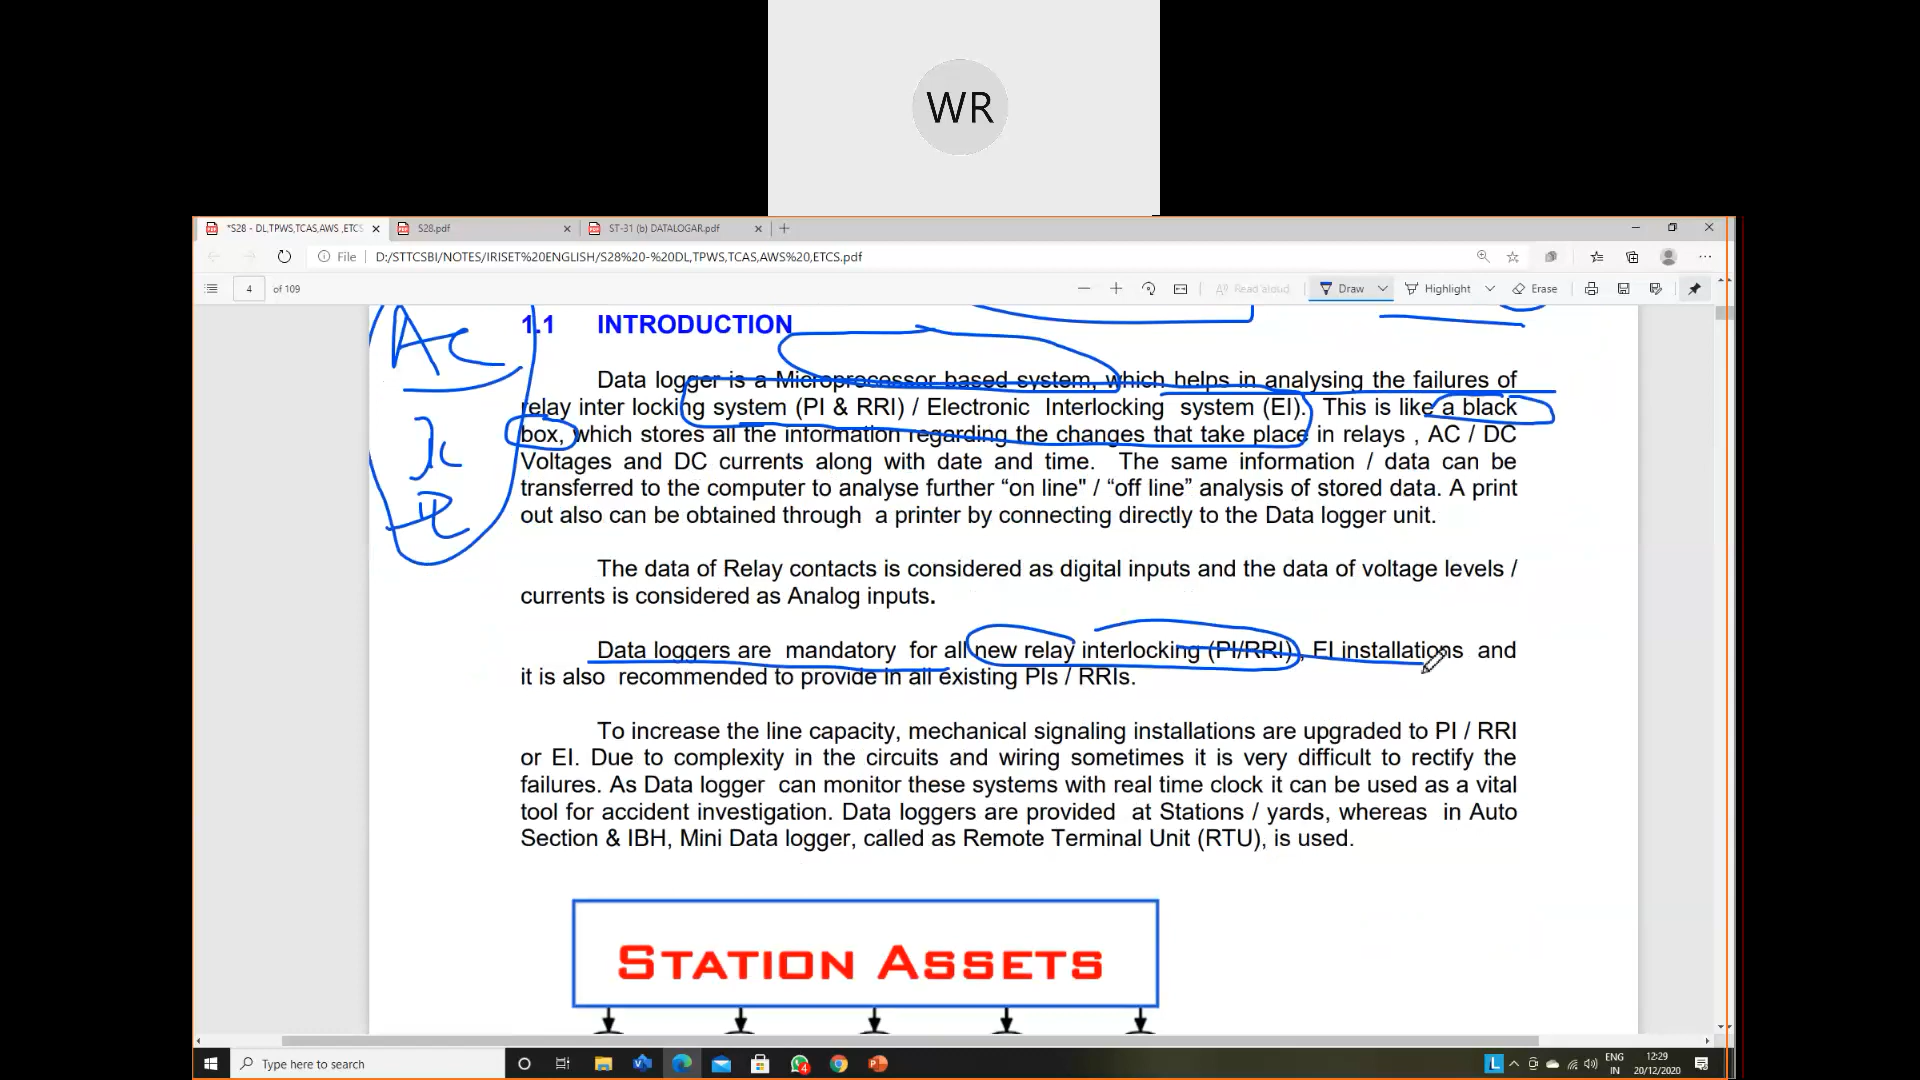 WR
*S28 - DL,TPWS,TCAS,AWS ,ETCS
S28.pdf
ST-31 (b) DATALOGAR.pdf
File D:/STTCSBI/NOTES/IRISET%20ENGLISH/S28%20-%20DL,TPWS,TCAS,AWS%20,ETCS.pdf
4 of 109 Read aloud Draw Highlight Erase
1.1 INTRODUCTION
Data logger is a Microprocessor based system, which helps in analysing the failures of
relay inter locking system (PI & RRI) / Electronic Interlocking system (EI). This is like a black
box, which stores all the information regarding the changes that take place in relays , AC / DC
Voltages and DC currents along with date and time. The same information / data can be
transferred to the computer to analyse further “on line" / “off line” analysis of stored data. A print
out also can be obtained through a printer by connecting directly to the Data logger unit.
The data of Relay contacts is considered as digital inputs and the data of voltage levels /
currents is considered as Analog inputs.
Data loggers are mandatory for all new relay interlocking (PI/RRI) , EI installations and
it is also recommended to provide in all existing PIs / RRIs.
To increase the line capacity, mechanical signaling installations are upgraded to PI / RRI
or EI. Due to complexity in the circuits and wiring sometimes it is very difficult to rectify the
failures. As Data logger can monitor these systems with real time clock it can be used as a vital
tool for accident investigation. Data loggers are provided at Stations / yards, whereas in Auto
Section & IBH, Mini Data logger, called as Remote Terminal Unit (RTU), is used.
STATION ASSETS
AC
Type here to search
4
L
ENG
IN
12:29
20/12/2020